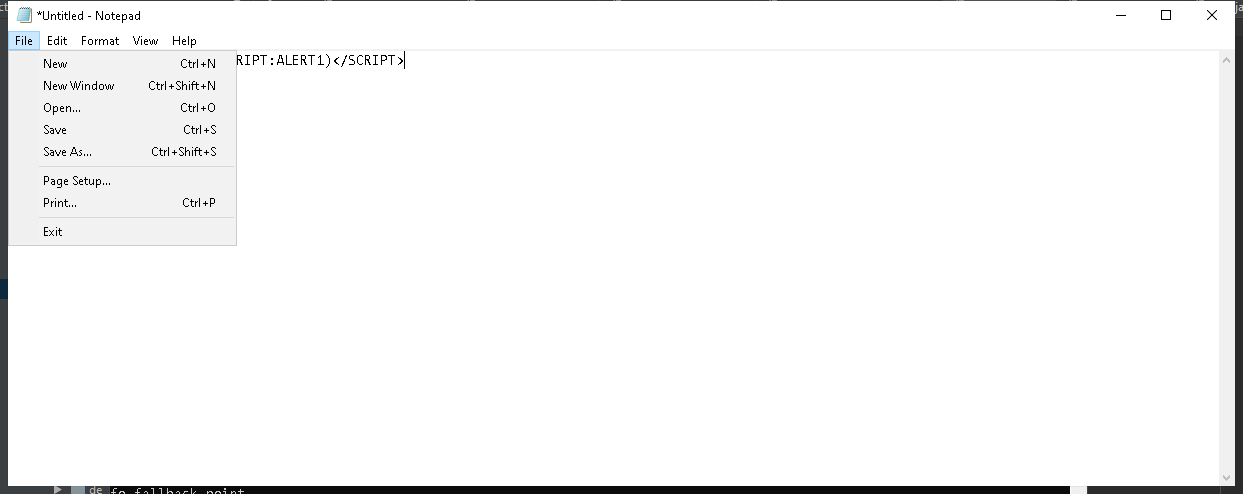 *Untitled - Notepad
File Edit Format View Help
RIPT:ALERT1)</SCRIPT>
New Ctrl+N
New Window Ctrl+Shift+N
Open... Ctrl+O
Save Ctrl+S
Save As... Ctrl+Shift+S
Page Setup...
Print... Ctrl+P
Exit
de fo fallback point